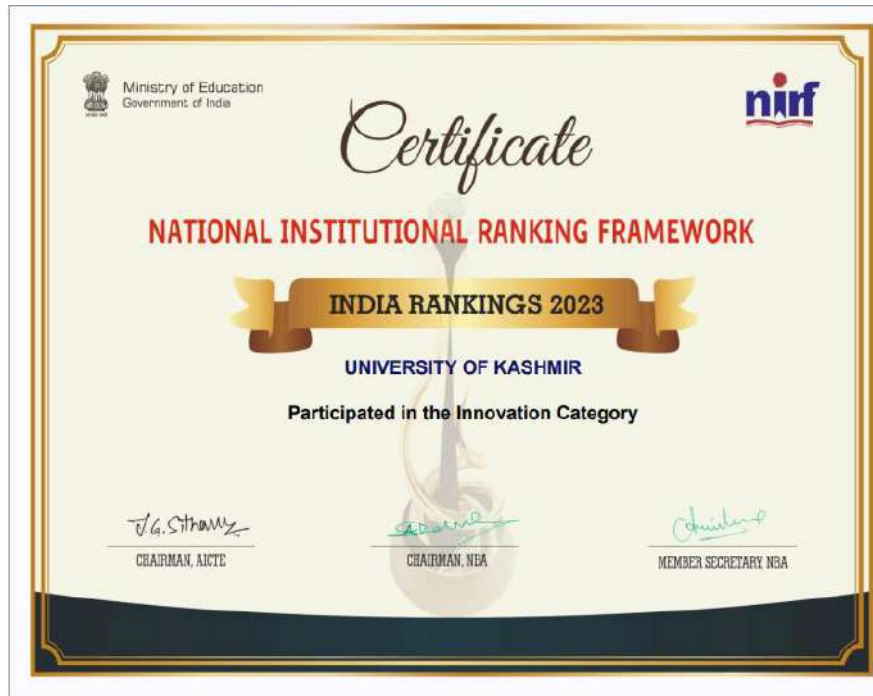 Ministry of Education
Government of India
nirf
Certificate
NATIONAL INSTITUTIONAL RANKING FRAMEWORK
INDIA RANKINGS 2023
UNIVERSITY OF KASHMIR
Participated in the Innovation Category
T.G. Sitharam
CHAIRMAN, AICTE
CHAIRMAN, NBA
MEMBER SECRETARY, NBA